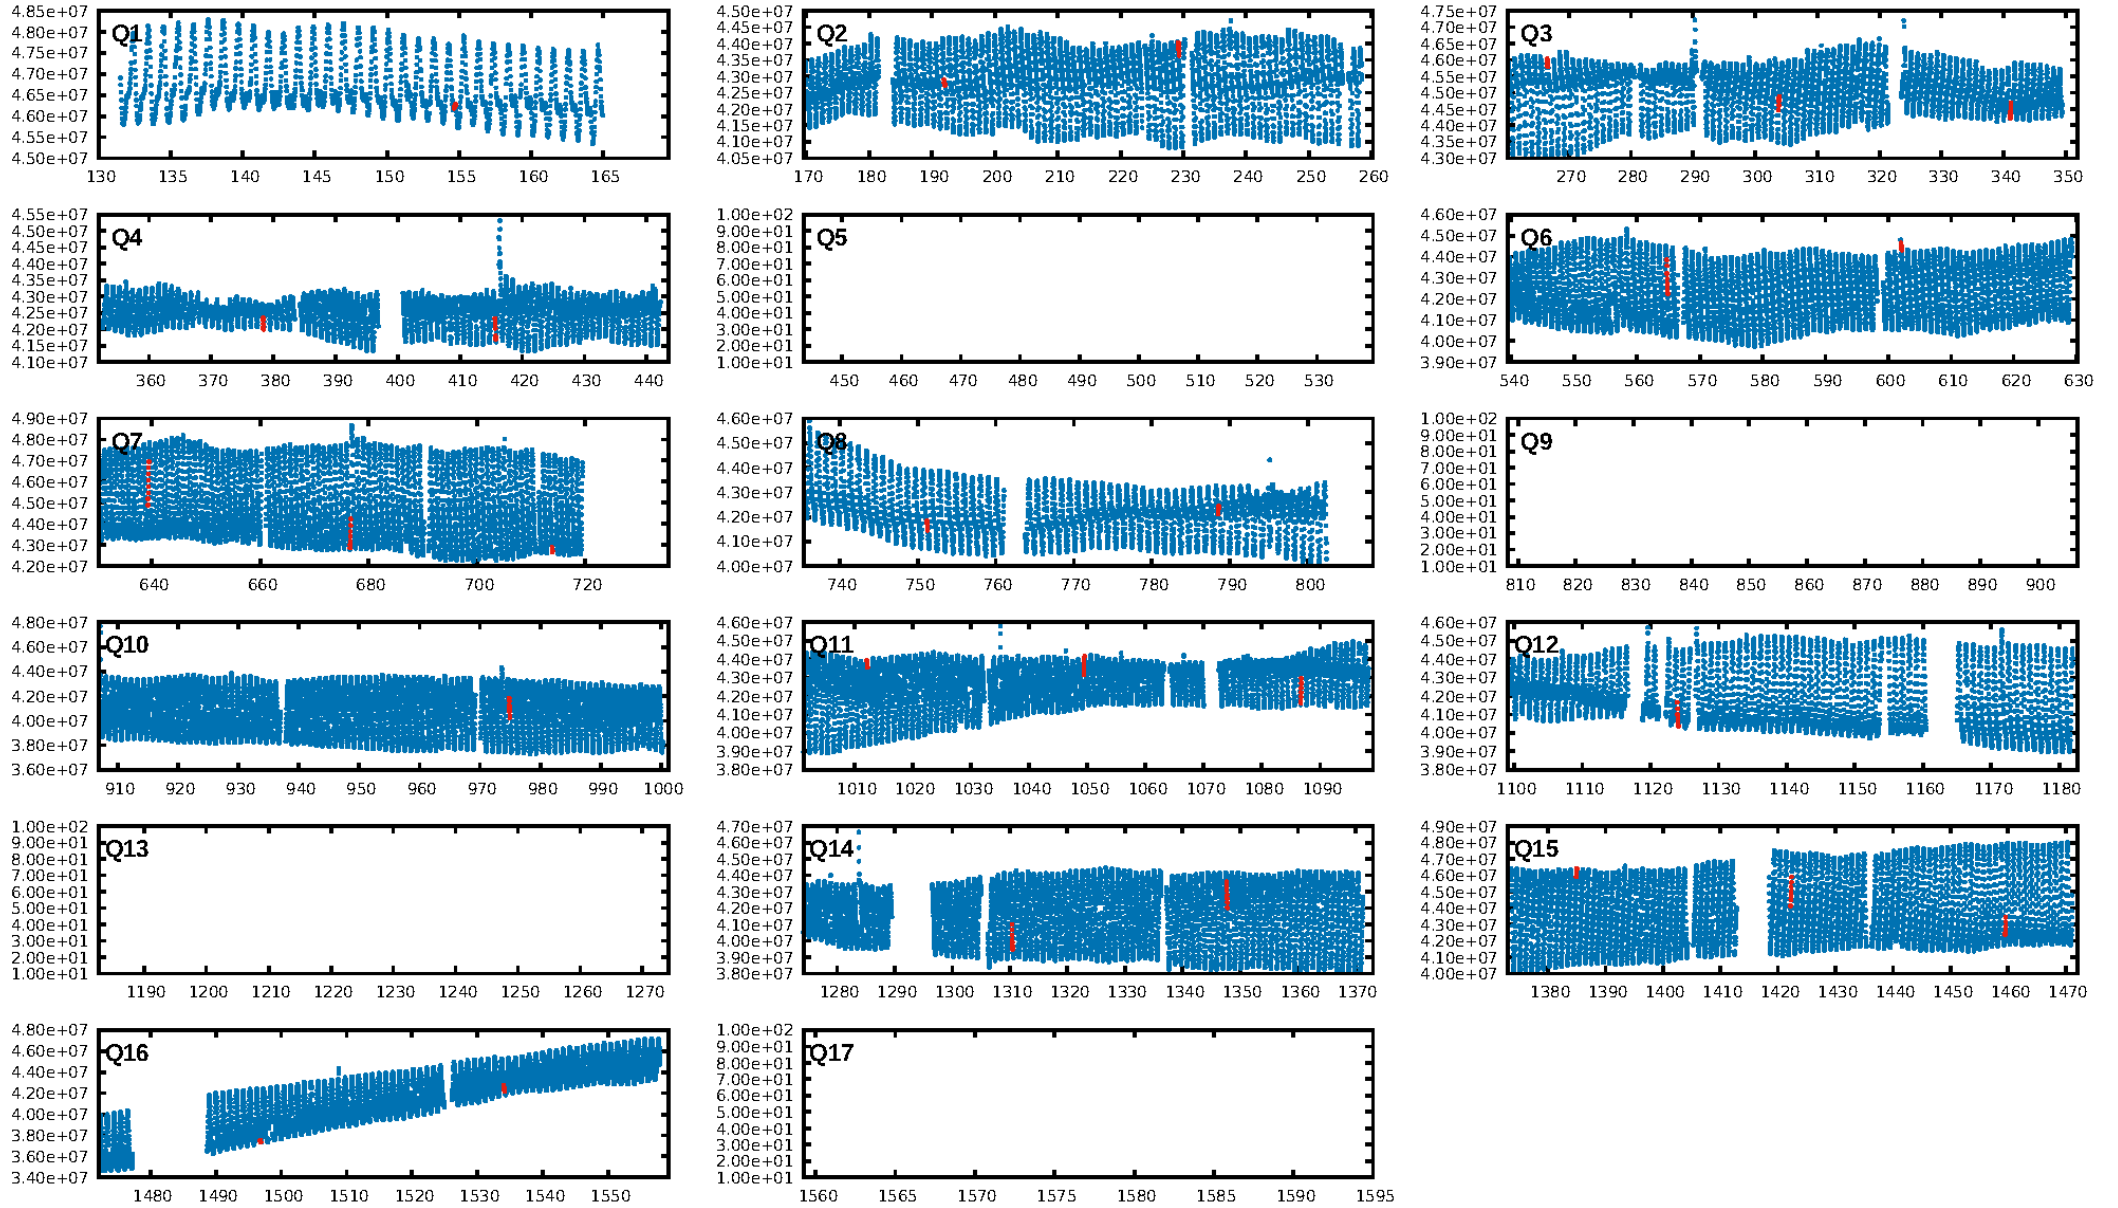 Q1
4.85e+07
4.80e+07
4.75e+07
4.70e+07
4.65e+07
4.60e+07
4.55e+07
4.50e+07
130 135 140 145 150 155 160 165
Q2
4.50e+07
4.45e+07
4.40e+07
4.35e+07
4.30e+07
4.25e+07
4.20e+07
4.15e+07
4.10e+07
4.05e+07
170 180 190 200 210 220 230 240 250 260
Q3
4.75e+07
4.70e+07
4.65e+07
4.60e+07
4.55e+07
4.50e+07
4.45e+07
4.40e+07
4.35e+07
4.30e+07
270 280 290 300 310 320 330 340 350
Q4
4.55e+07
4.50e+07
4.45e+07
4.40e+07
4.35e+07
4.30e+07
4.25e+07
4.20e+07
4.15e+07
4.10e+07
360 370 380 390 400 410 420 430 440
Q5
1.00e+02
9.00e+01
8.00e+01
7.00e+01
6.00e+01
5.00e+01
4.00e+01
3.00e+01
2.00e+01
1.00e+01
450 460 470 480 490 500 510 520 530
Q6
4.60e+07
4.50e+07
4.40e+07
4.30e+07
4.20e+07
4.10e+07
4.00e+07
3.90e+07
540 550 560 570 580 590 600 610 620 630
Q7
4.90e+07
4.80e+07
4.70e+07
4.60e+07
4.50e+07
4.40e+07
4.30e+07
4.20e+07
640 660 680 700 720
Q8
4.60e+07
4.50e+07
4.40e+07
4.30e+07
4.20e+07
4.10e+07
4.00e+07
740 750 760 770 780 790 800
Q9
1.00e+02
9.00e+01
8.00e+01
7.00e+01
6.00e+01
5.00e+01
4.00e+01
3.00e+01
2.00e+01
1.00e+01
810 820 830 840 850 860 870 880 890 900
Q10
4.80e+07
4.60e+07
4.40e+07
4.20e+07
4.00e+07
3.80e+07
3.60e+07
910 920 930 940 950 960 970 980 990 1000
Q11
4.60e+07
4.50e+07
4.40e+07
4.30e+07
4.20e+07
4.10e+07
4.00e+07
3.90e+07
3.80e+07
1010 1020 1030 1040 1050 1060 1070 1080 1090
Q12
4.60e+07
4.50e+07
4.40e+07
4.30e+07
4.20e+07
4.10e+07
4.00e+07
3.90e+07
3.80e+07
1100 1110 1120 1130 1140 1150 1160 1170 1180
Q13
1.00e+02
9.00e+01
8.00e+01
7.00e+01
6.00e+01
5.00e+01
4.00e+01
3.00e+01
2.00e+01
1.00e+01
1190 1200 1210 1220 1230 1240 1250 1260 1270
Q14
4.70e+07
4.60e+07
4.50e+07
4.40e+07
4.30e+07
4.20e+07
4.10e+07
4.00e+07
3.90e+07
3.80e+07
1280 1290 1300 1310 1320 1330 1340 1350 1360 1370
Q15
4.90e+07
4.80e+07
4.70e+07
4.60e+07
4.50e+07
4.40e+07
4.30e+07
4.20e+07
4.10e+07
4.00e+07
1380 1390 1400 1410 1420 1430 1440 1450 1460 1470
Q16
4.80e+07
4.60e+07
4.40e+07
4.20e+07
4.00e+07
3.80e+07
3.60e+07
3.40e+07
1480 1490 1500 1510 1520 1530 1540 1550
Q17
1.00e+02
9.00e+01
8.00e+01
7.00e+01
6.00e+01
5.00e+01
4.00e+01
3.00e+01
2.00e+01
1.00e+01
1560 1565 1570 1575 1580 1585 1590 1595